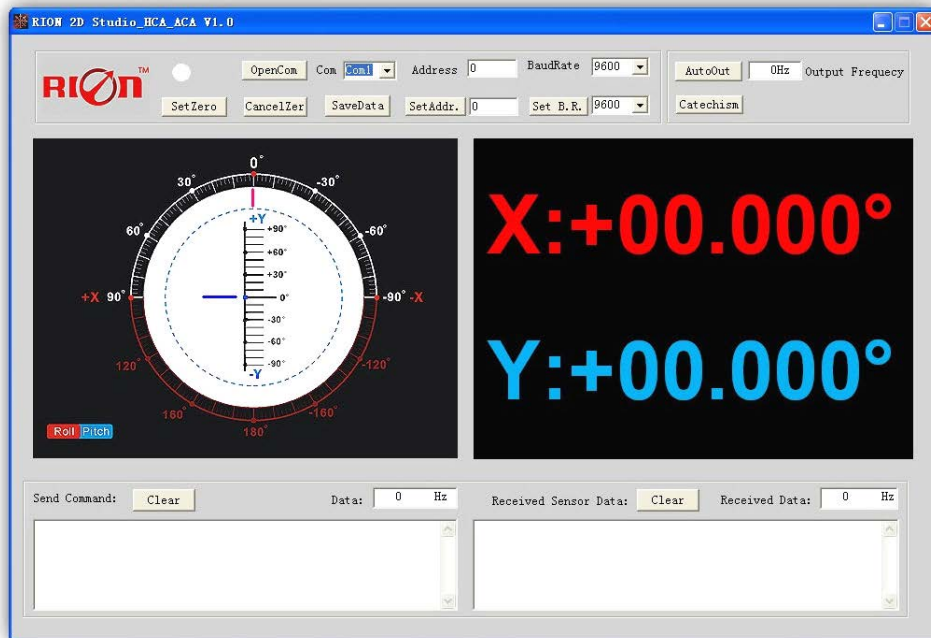 RION 2D Studio_HCA_ACA V1.0
RION™
OpenCom Com Com1 Address 0 BaudRate 9600
SetZero CancelZer SaveData SetAddr. 0 Set B.R. 9600
AutoOut 0Hz Output Frequecy
Catechism
0°
30° -30°
60° -60°
+X 90° -90° -X
120° -120°
160° -160°
180°
+Y
+90°
+60°
+30°
0°
-30°
-60°
-90°
-Y
Roll Pitch
X:+00.000°
Y:+00.000°
Send Command: Clear Data: 0 Hz
Received Sensor Data: Clear Received Data: 0 Hz